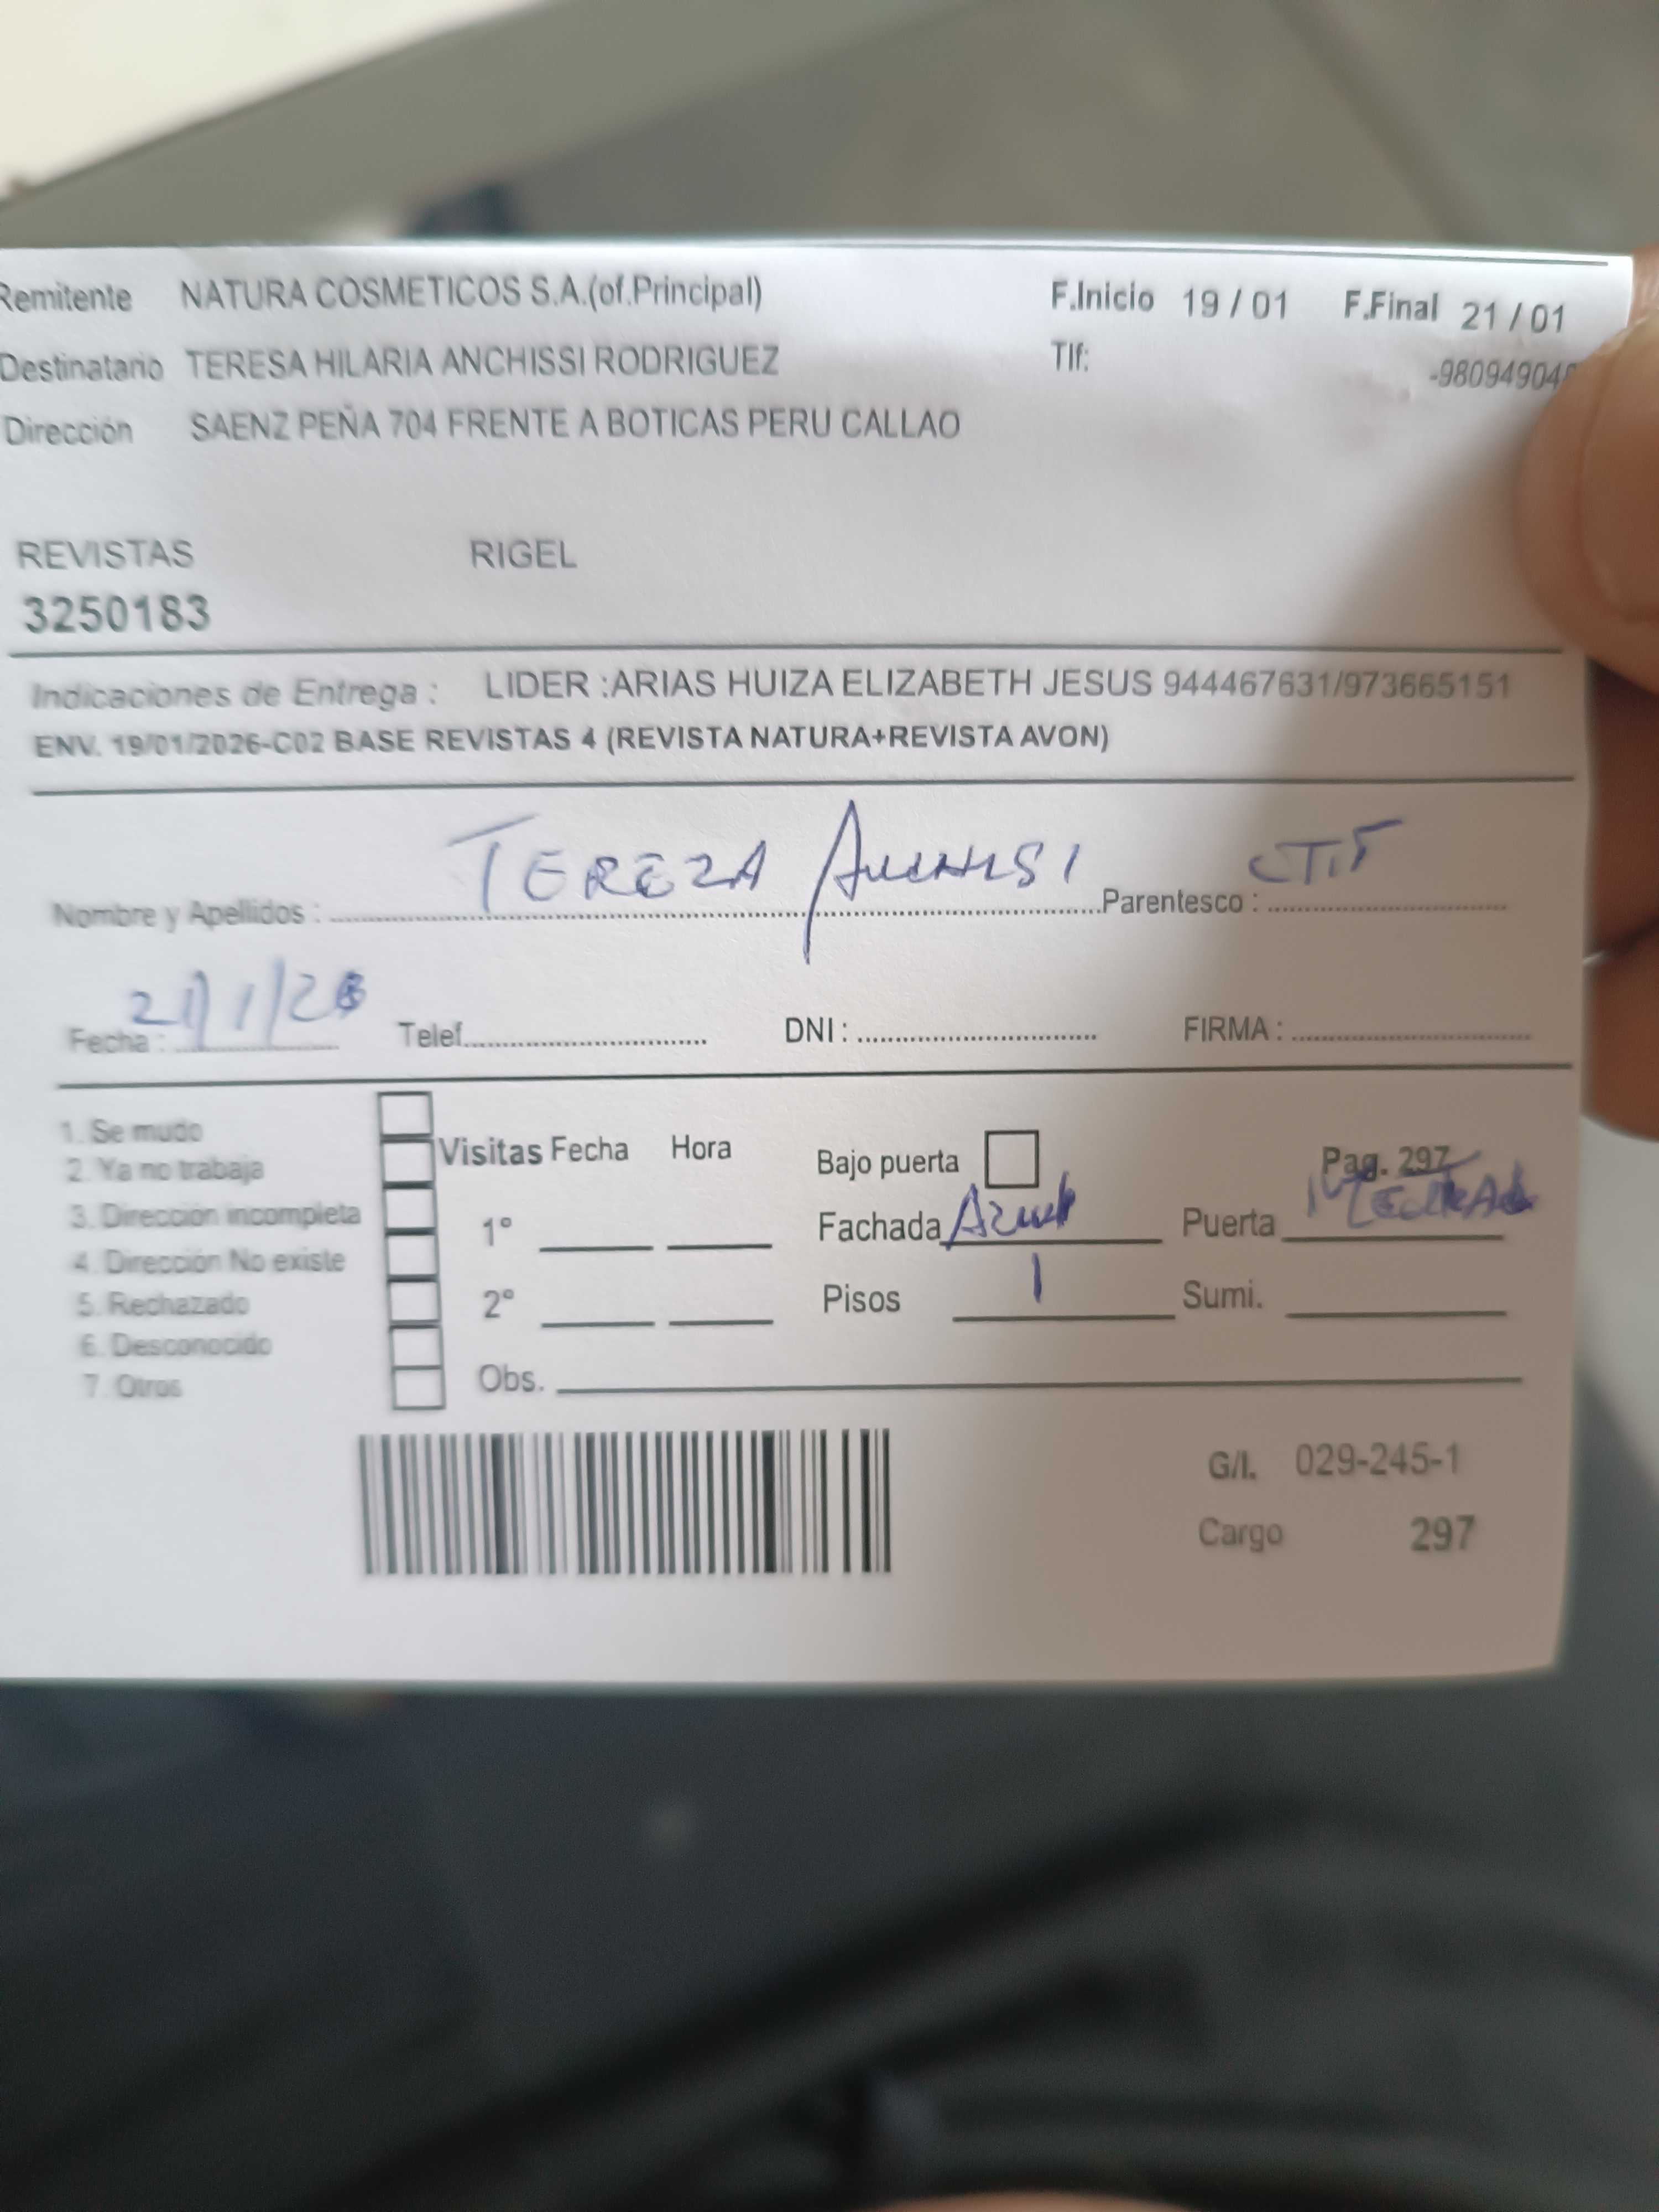 Remitente NATURA COSMETICOS S.A.(of.Principal) F.Inicio 19 / 01 F.Final 21 / 01
Destinatario TERESA HILARIA ANCHISSI RODRIGUEZ Tlf: -98094904
Dirección SAENZ PEÑA 704 FRENTE A BOTICAS PERU CALLAO
REVISTAS RIGEL
3250183
Indicaciones de Entrega : LIDER :ARIAS HUIZA ELIZABETH JESUS 944467631/973665151
ENV. 19/01/2026-C02 BASE REVISTAS 4 (REVISTA NATURA+REVISTA AVON)
Nombre y Apellidos : TEREZA Parentesco :
Fecha : 21/1/26 Telef. DNI : FIRMA :
1. Se mudo
2. Ya no trabaja
3. Dirección incompleta
4. Dirección No existe
5. Rechazado
6. Desconocido
7. Otros
Visitas Fecha Hora
1°
2°
Obs.
Bajo puerta Pag. 297
Fachada Azul Puerta
Pisos 1 Sumi.
G/I. 029-245-1
Cargo 297